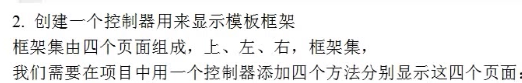 2. 创建一个控制器用来显示模板框架
框架集由四个页面组成，上、左、右，框架集，
我们需要在项目中用一个控制器添加四个方法分别显示这四个页面：